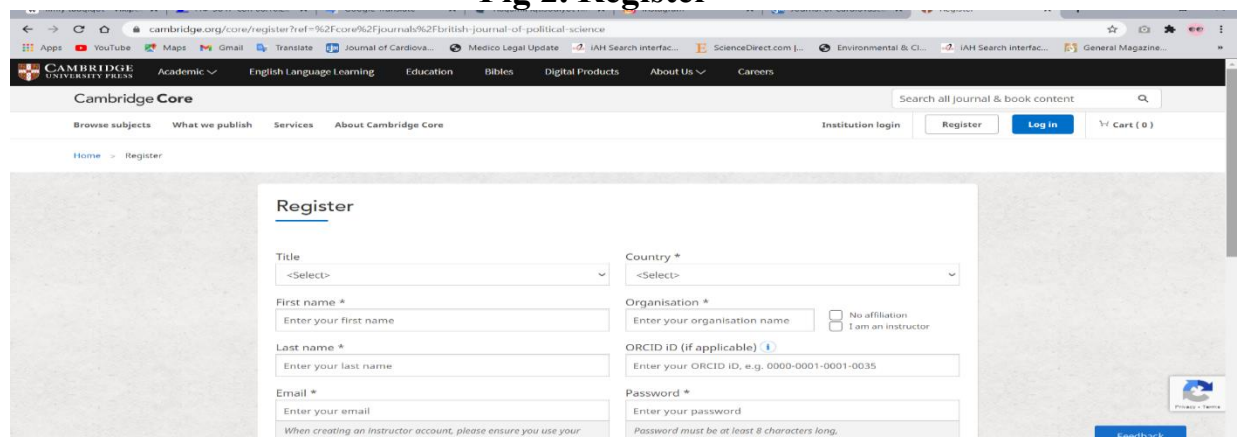 Fig 2. Register
cambridge.org/core/register?ref=%2Fcore%2Fjournals%2Fbritish-journal-of-political-science
Apps YouTube Maps Gmail Translate Journal of Cardiova... Medico Legal Update iAH Search interfac... ScienceDirect.com |... Environmental & Cl... iAH Search interfac... General Magazine... »
CAMBRIDGE UNIVERSITY PRESS Academic English Language Learning Education Bibles Digital Products About Us Careers
Cambridge Core Search all journal & book content
Browse subjects What we publish Services About Cambridge Core Institution login Register Log in Cart ( 0 )
Home > Register
Register
Title
<Select>
Country *
<Select>
First name *
Enter your first name
Organisation *
Enter your organisation name
No affiliation
I am an instructor
Last name *
Enter your last name
ORCID iD (if applicable) i
Enter your ORCID iD, e.g. 0000-0001-0001-0035
Email *
Enter your email
When creating an instructor account, please ensure you use your
Password *
Enter your password
Password must be at least 8 characters long,
Privacy - Terms
Feedback